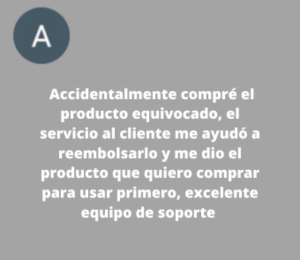 A
Accidentalmente compré el
producto equivocado, el
servicio al cliente me ayudó a
reembolsarlo y me dio el
producto que quiero comprar
para usar primero, excelente
equipo de soporte